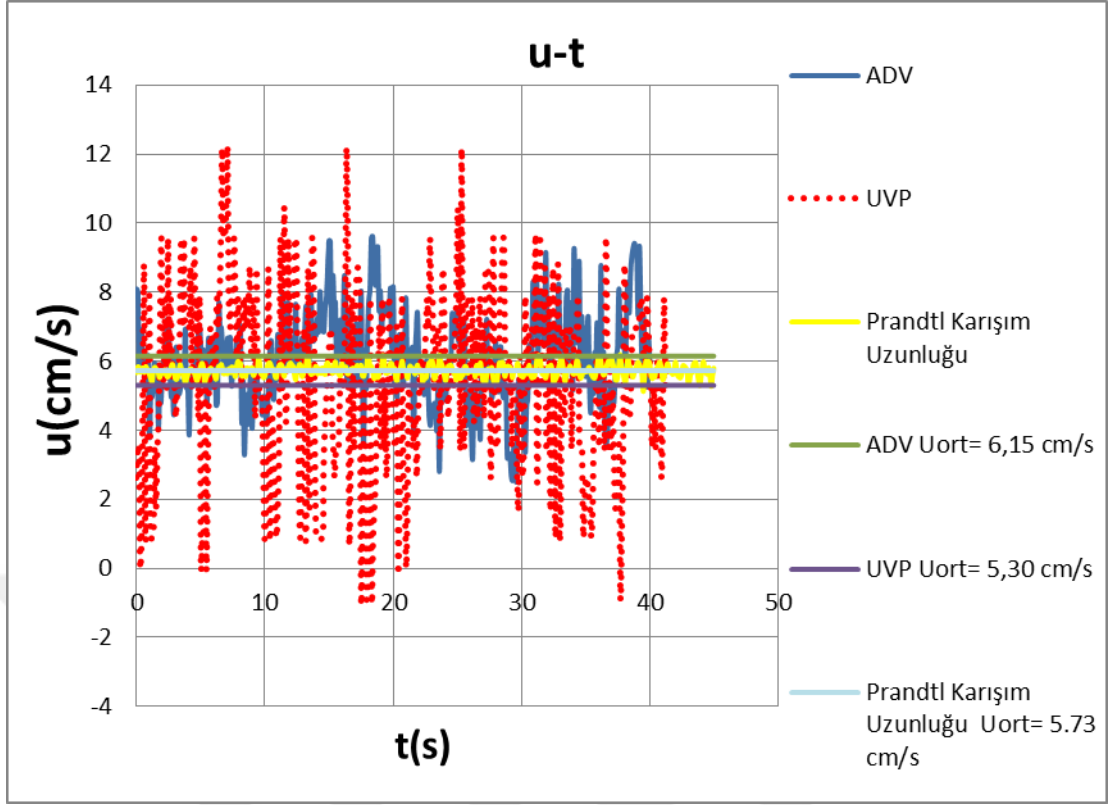 u-t
u(cm/s)
14
12
10
8
6
4
2
0
-2
-4
0
10
20
30
40
50
t(s)
ADV
UVP
Prandtl Karışım
Uzunluğu
ADV Uort= 6,15 cm/s
UVP Uort= 5,30 cm/s
Prandtl Karışım
Uzunluğu Uort= 5.73
cm/s